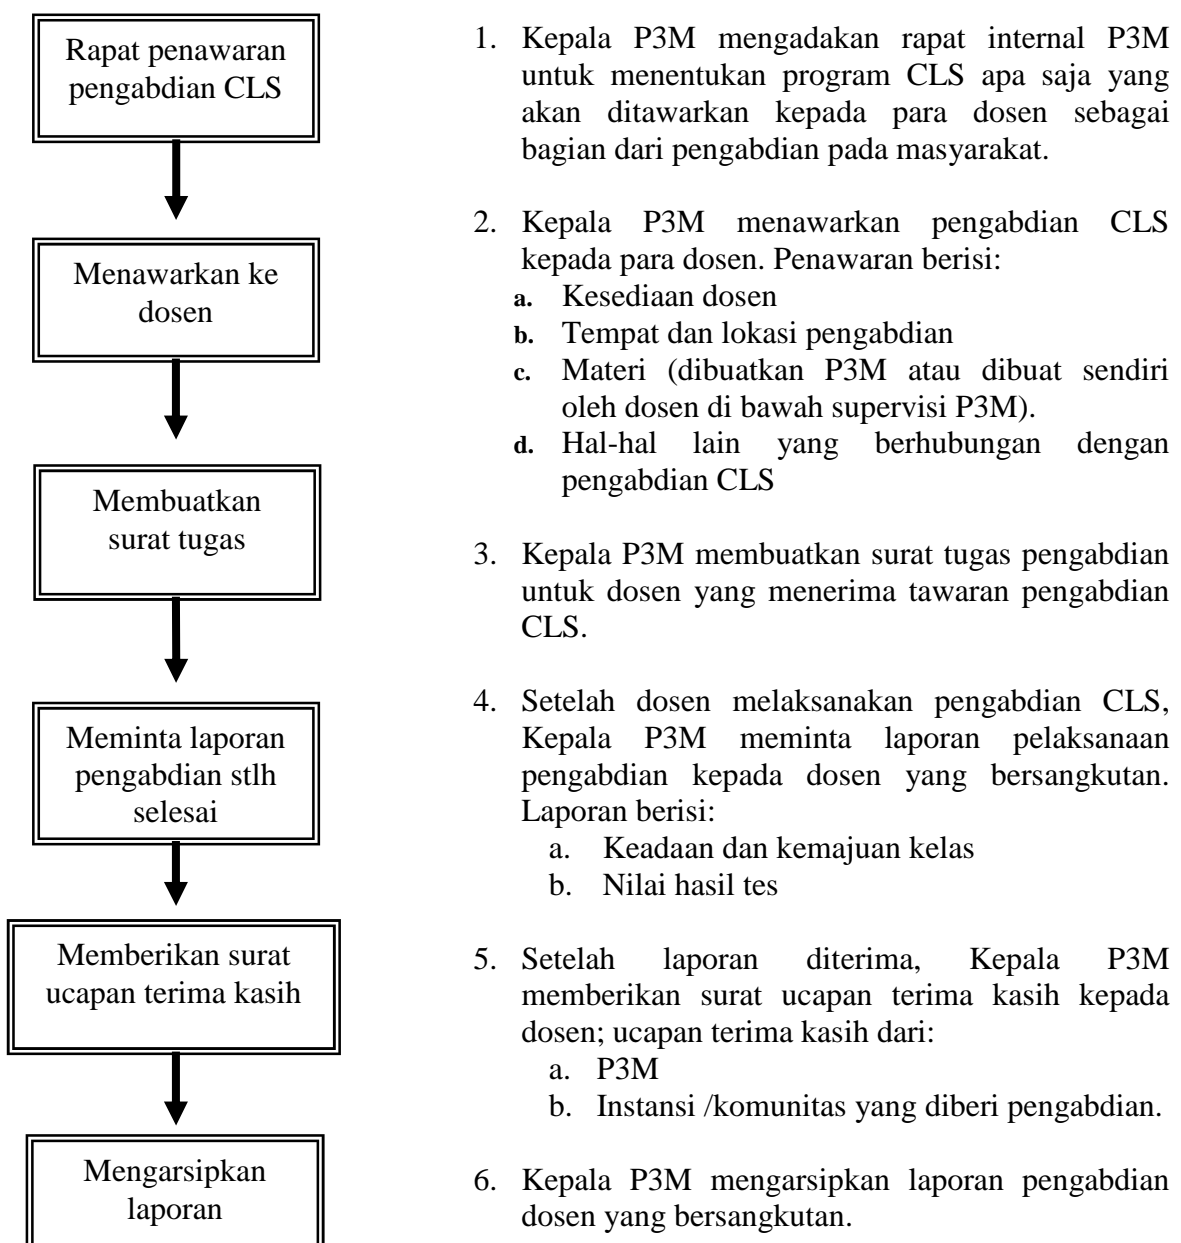 Rapat penawaran
pengabdian CLS
Menawarkan ke
dosen
Membuatkan
surat tugas
Meminta laporan
pengabdian stlh
selesai
Memberikan surat
ucapan terima kasih
Mengarsipkan
laporan
1. Kepala P3M mengadakan rapat internal P3M
untuk menentukan program CLS apa saja yang
akan ditawarkan kepada para dosen sebagai
bagian dari pengabdian pada masyarakat.
2. Kepala P3M menawarkan pengabdian CLS
kepada para dosen. Penawaran berisi:
a. Kesediaan dosen
b. Tempat dan lokasi pengabdian
c. Materi (dibuatkan P3M atau dibuat sendiri
oleh dosen di bawah supervisi P3M).
d. Hal-hal lain yang berhubungan dengan
pengabdian CLS
3. Kepala P3M membuatkan surat tugas pengabdian
untuk dosen yang menerima tawaran pengabdian
CLS.
4. Setelah dosen melaksanakan pengabdian CLS,
Kepala P3M meminta laporan pelaksanaan
pengabdian kepada dosen yang bersangkutan.
Laporan berisi:
a. Keadaan dan kemajuan kelas
b. Nilai hasil tes
5. Setelah laporan diterima, Kepala P3M
memberikan surat ucapan terima kasih kepada
dosen; ucapan terima kasih dari:
a. P3M
b. Instansi /komunitas yang diberi pengabdian.
6. Kepala P3M mengarsipkan laporan pengabdian
dosen yang bersangkutan.